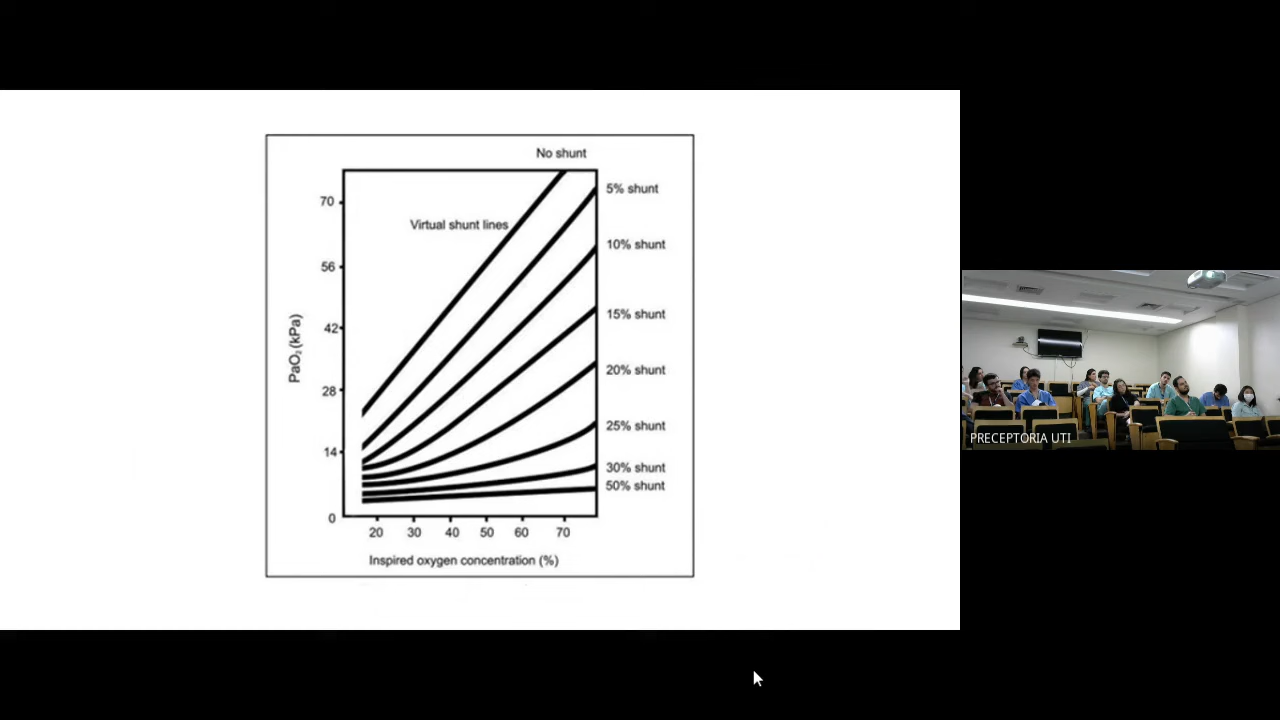 No shunt
Virtual shunt lines
5% shunt
10% shunt
15% shunt
20% shunt
25% shunt
30% shunt
50% shunt
70
56
42
28
14
0
PaO₂ (kPa)
20 30 40 50 60 70
Inspired oxygen concentration (%)
PRECEPTORIA UTI